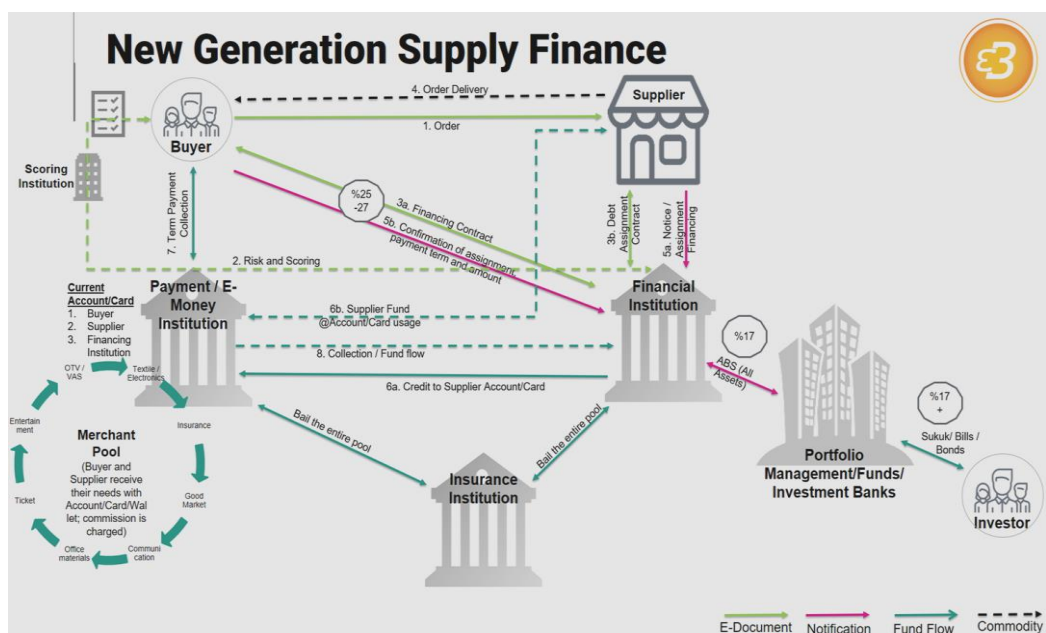 New Generation Supply Finance
ε3
4. Order Delivery
Supplier
1. Order
Buyer
Scoring
Institution
7. Term Payment
Collection
%25
-27
3a. Financing Contract
5b. Confirmation of assignment,
payment term and amount
3b. Debt
Assignment
Contract
5a. Notice /
Assignment
Financing
2. Risk and Scoring
Current
Account/Card
1. Buyer
2. Supplier
3. Financing
Institution
Payment / E-
Money
Institution
6b. Supplier Fund
@Account/Card usage
Financial
Institution
8. Collection / Fund flow
6a. Credit to Supplier Account/Card
%17
ABS (All
Assets)
%17
+
Sukuk/ Bills /
Bonds
Portfolio
Management/Funds/
Investment Banks
Investor
Bail the entire pool
Bail the entire pool
Insurance
Institution
OTV /
VAS
Textile /
Electronics
Insurance
Good
Market
Communi
cation
Office
materials
Ticket
Entertain
ment
Merchant
Pool
(Buyer and
Supplier receive
their needs with
Account/Card/Wal
let; commission is
charged)
E-Document
Notification
Fund Flow
Commodity